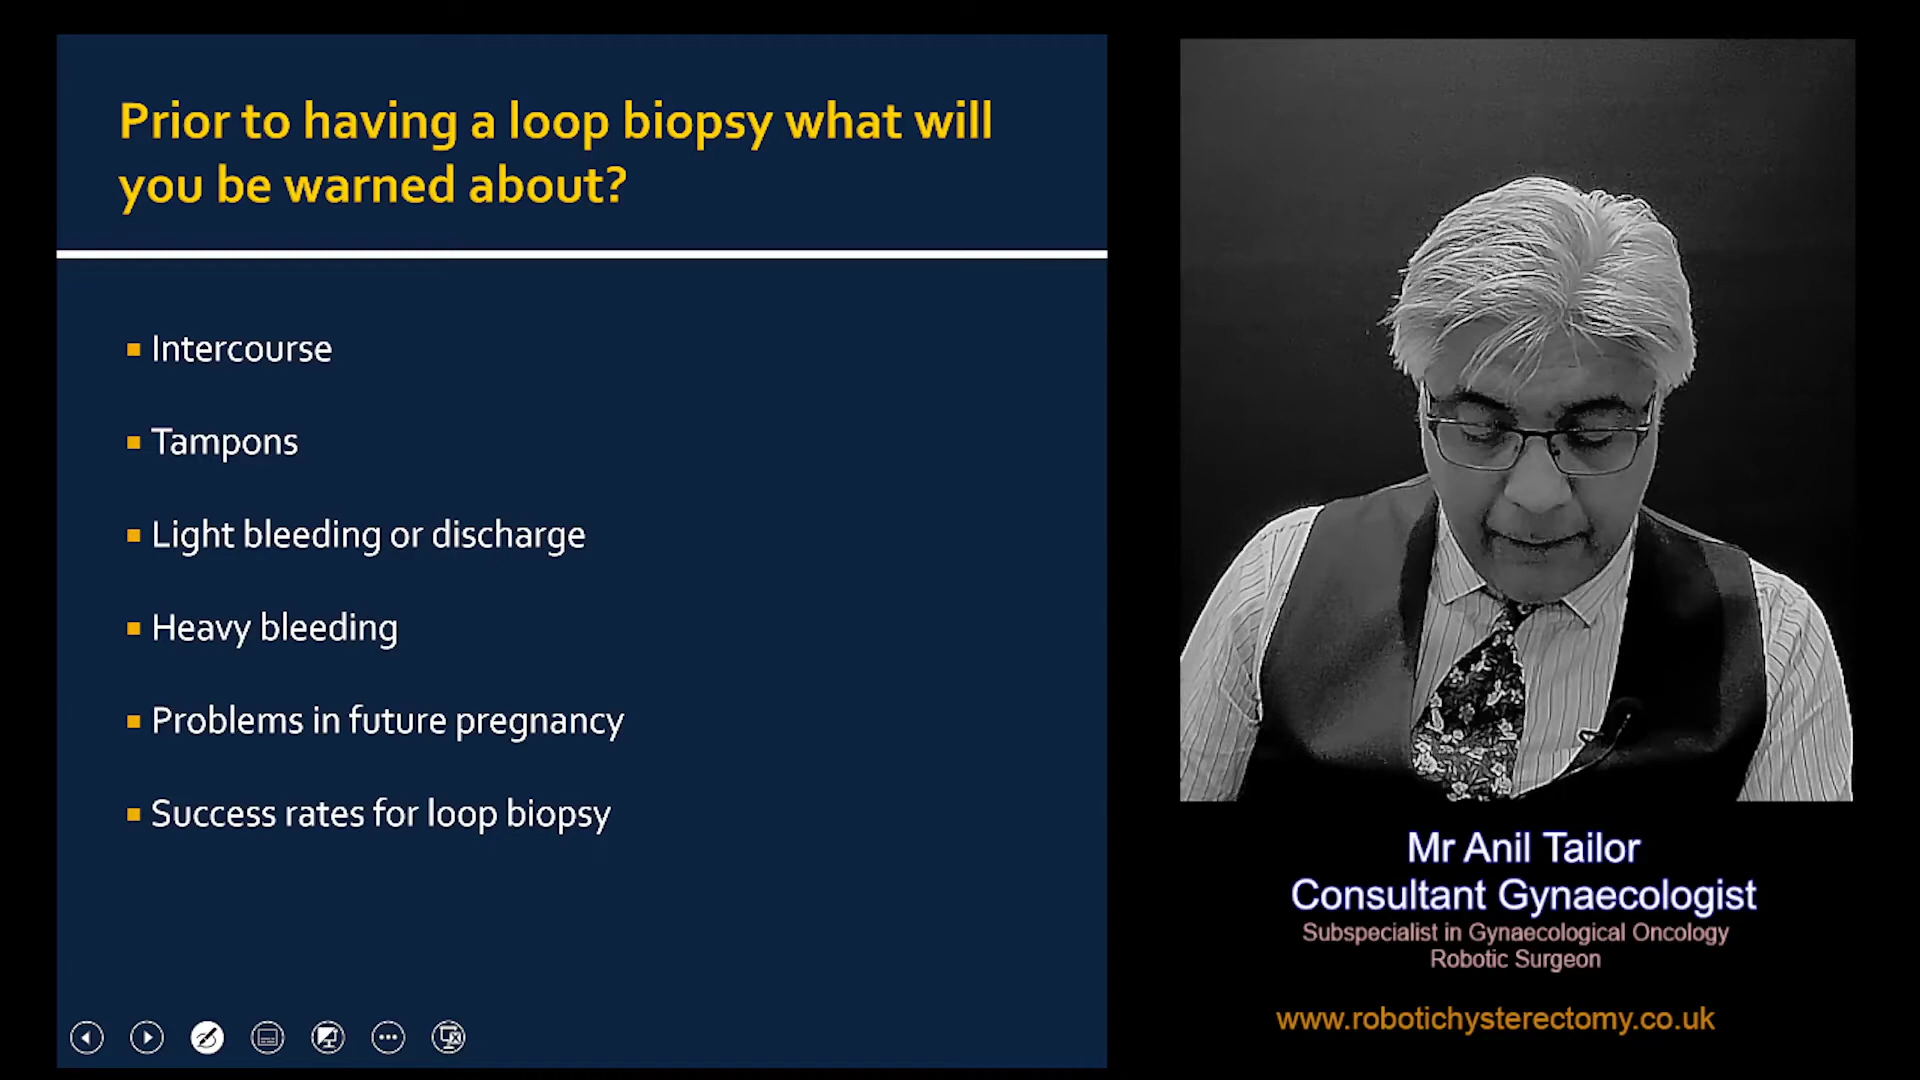 Prior to having a loop biopsy what will
you be warned about?
Intercourse
Tampons
Light bleeding or discharge
Heavy bleeding
Problems in future pregnancy
Success rates for loop biopsy
Mr Anil Tailor
Consultant Gynaecologist
Subspecialist in Gynaecological Oncology
Robotic Surgeon
www.robotichysterectomy.co.uk